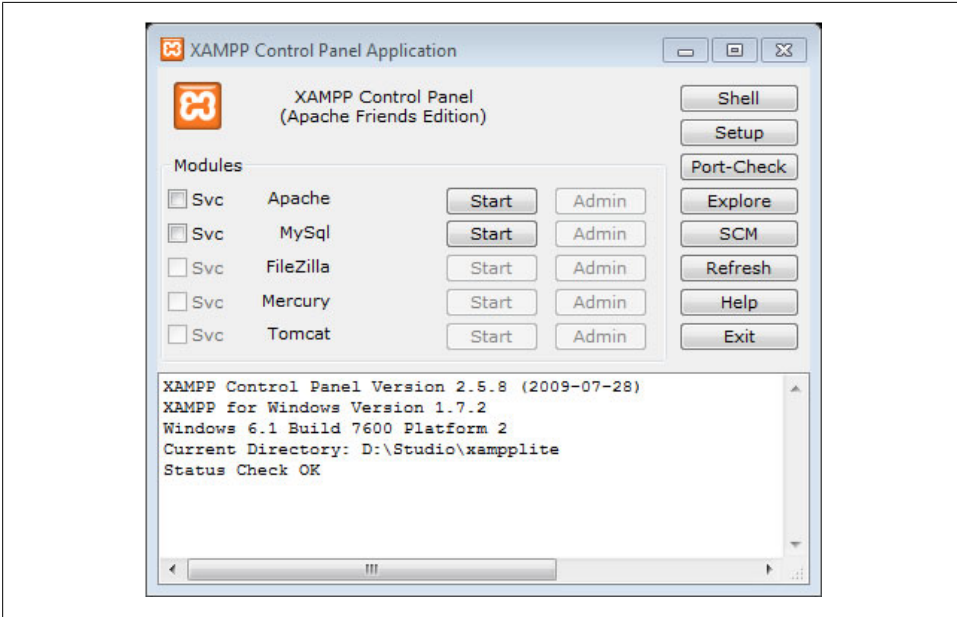 XAMPP Control Panel Application
XAMPP Control Panel
(Apache Friends Edition)
Shell
Setup
Modules
Port-Check
Svc Apache Start Admin Explore
Svc MySql Start Admin SCM
Svc FileZilla Start Admin Refresh
Svc Mercury Start Admin Help
Svc Tomcat Start Admin Exit
XAMPP Control Panel Version 2.5.8 (2009-07-28)
XAMPP for Windows Version 1.7.2
Windows 6.1 Build 7600 Platform 2
Current Directory: D:\Studio\xampplite
Status Check OK